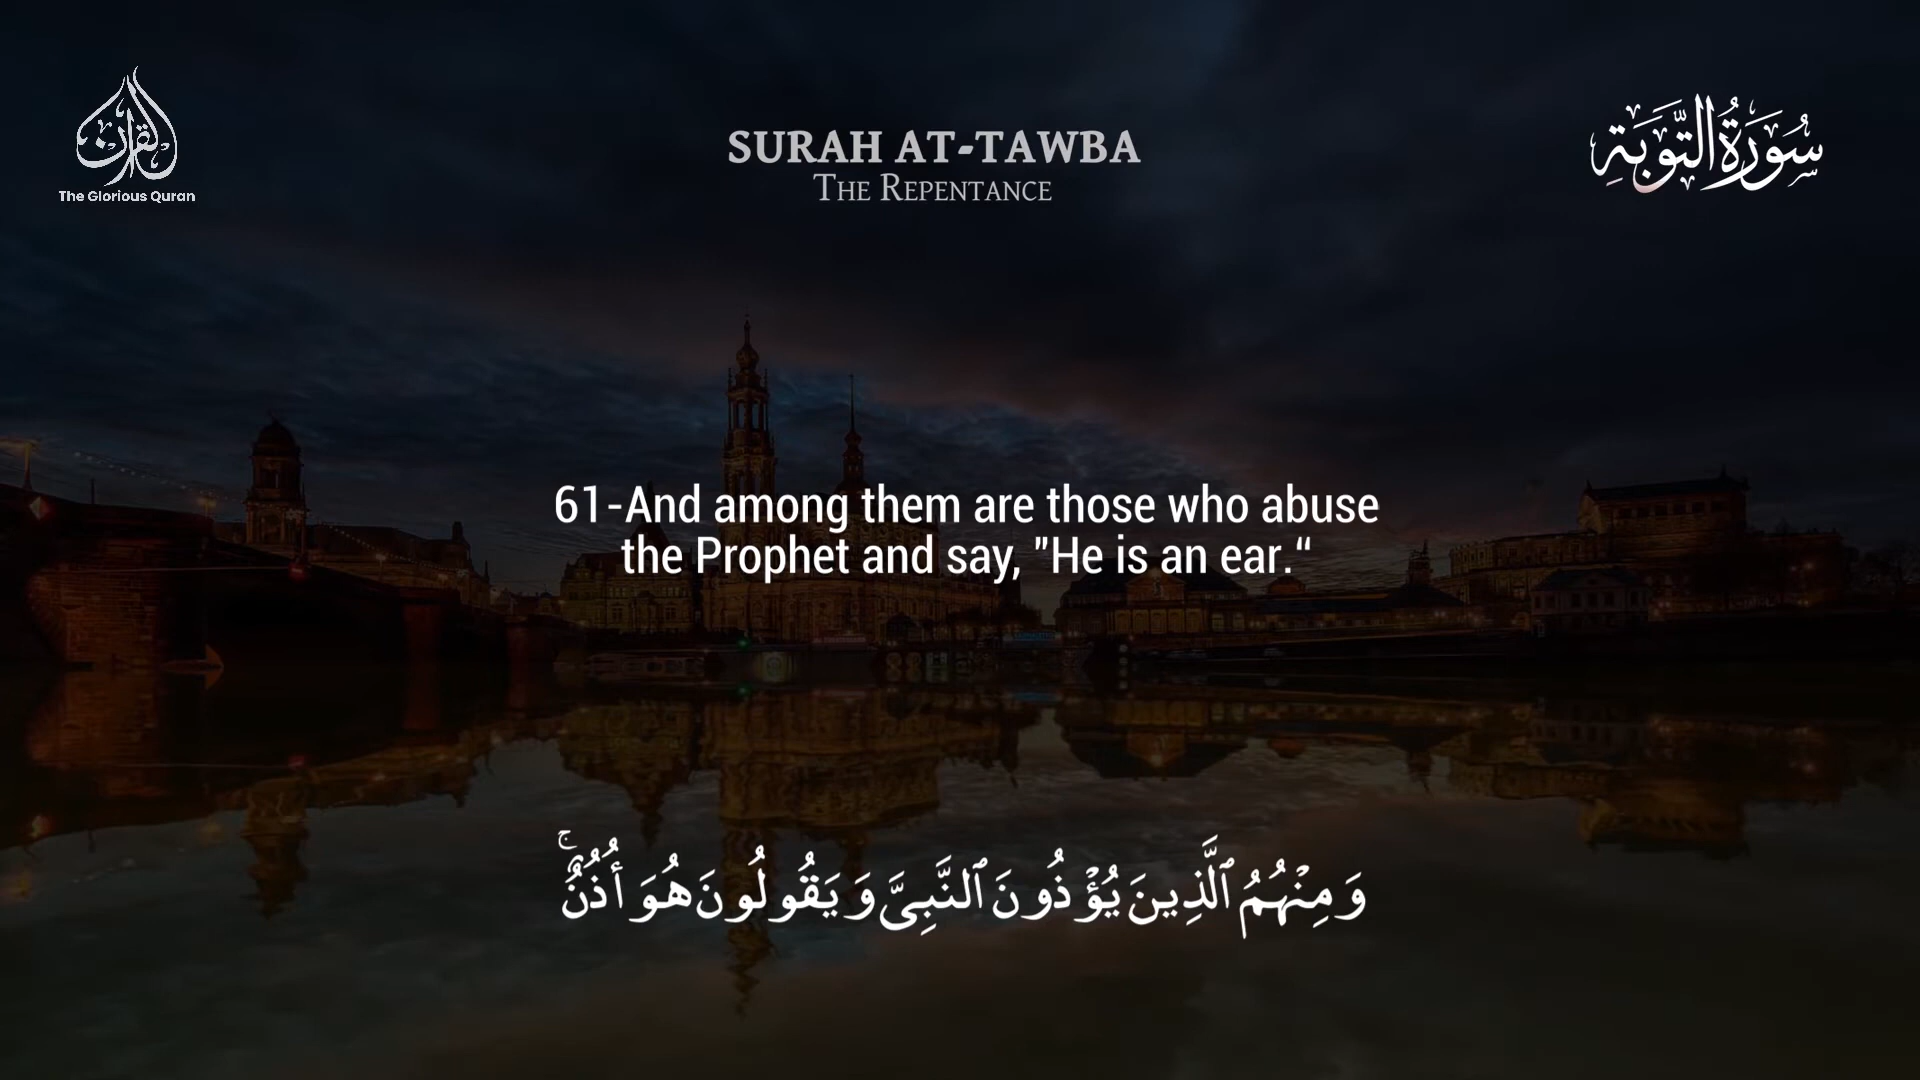 القرآن
The Glorious Quran
SURAH AT-TAWBA
THE REPENTANCE
سُورَةُ التَّوْبَةِ
61-And among them are those who abuse
the Prophet and say, "He is an ear.“
وَمِنْهُمُ ٱلَّذِينَ يُؤْذُونَ ٱلنَّبِىَّ وَيَقُولُونَ هُوَ أُذُنٌۭ ۚ